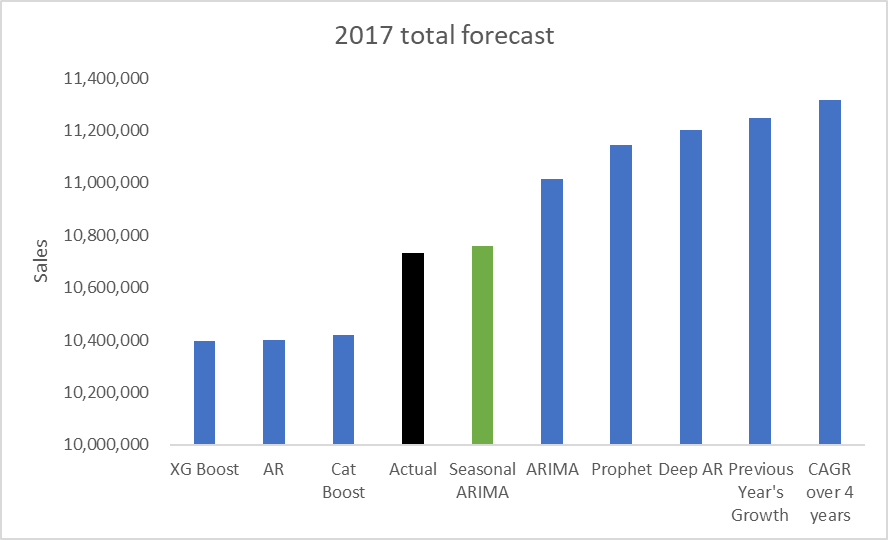 2017 total forecast
11,400,000
11,200,000
11,000,000
10,800,000
10,600,000
10,400,000
10,200,000
10,000,000
Sales
XG Boost
AR
Cat
Boost
Actual
Seasonal
ARIMA
ARIMA
Prophet
Deep AR
Previous
Year's
Growth
CAGR
over 4
years